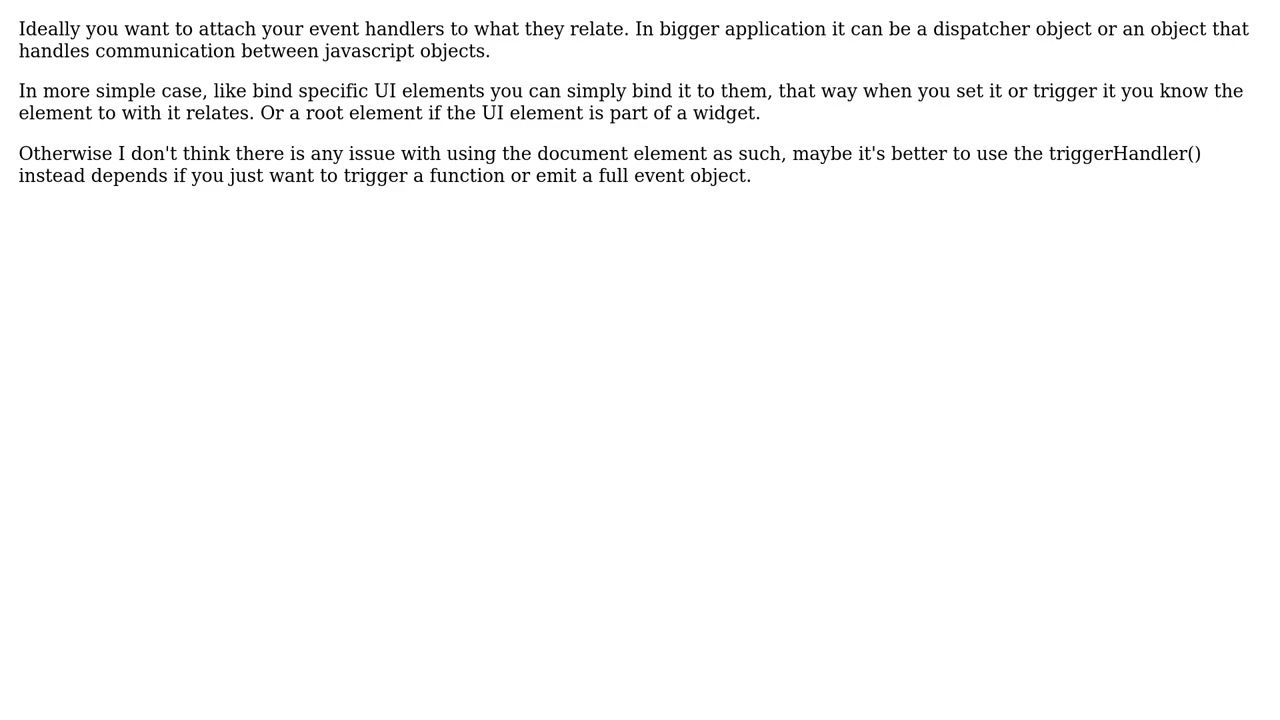 Ideally you want to attach your event handlers to what they relate. In bigger application it can be a dispatcher object or an object that
handles communication between javascript objects.
In more simple case, like bind specific UI elements you can simply bind it to them, that way when you set it or trigger it you know the
element to with it relates. Or a root element if the UI element is part of a widget.
Otherwise I don't think there is any issue with using the document element as such, maybe it's better to use the triggerHandler()
instead depends if you just want to trigger a function or emit a full event object.